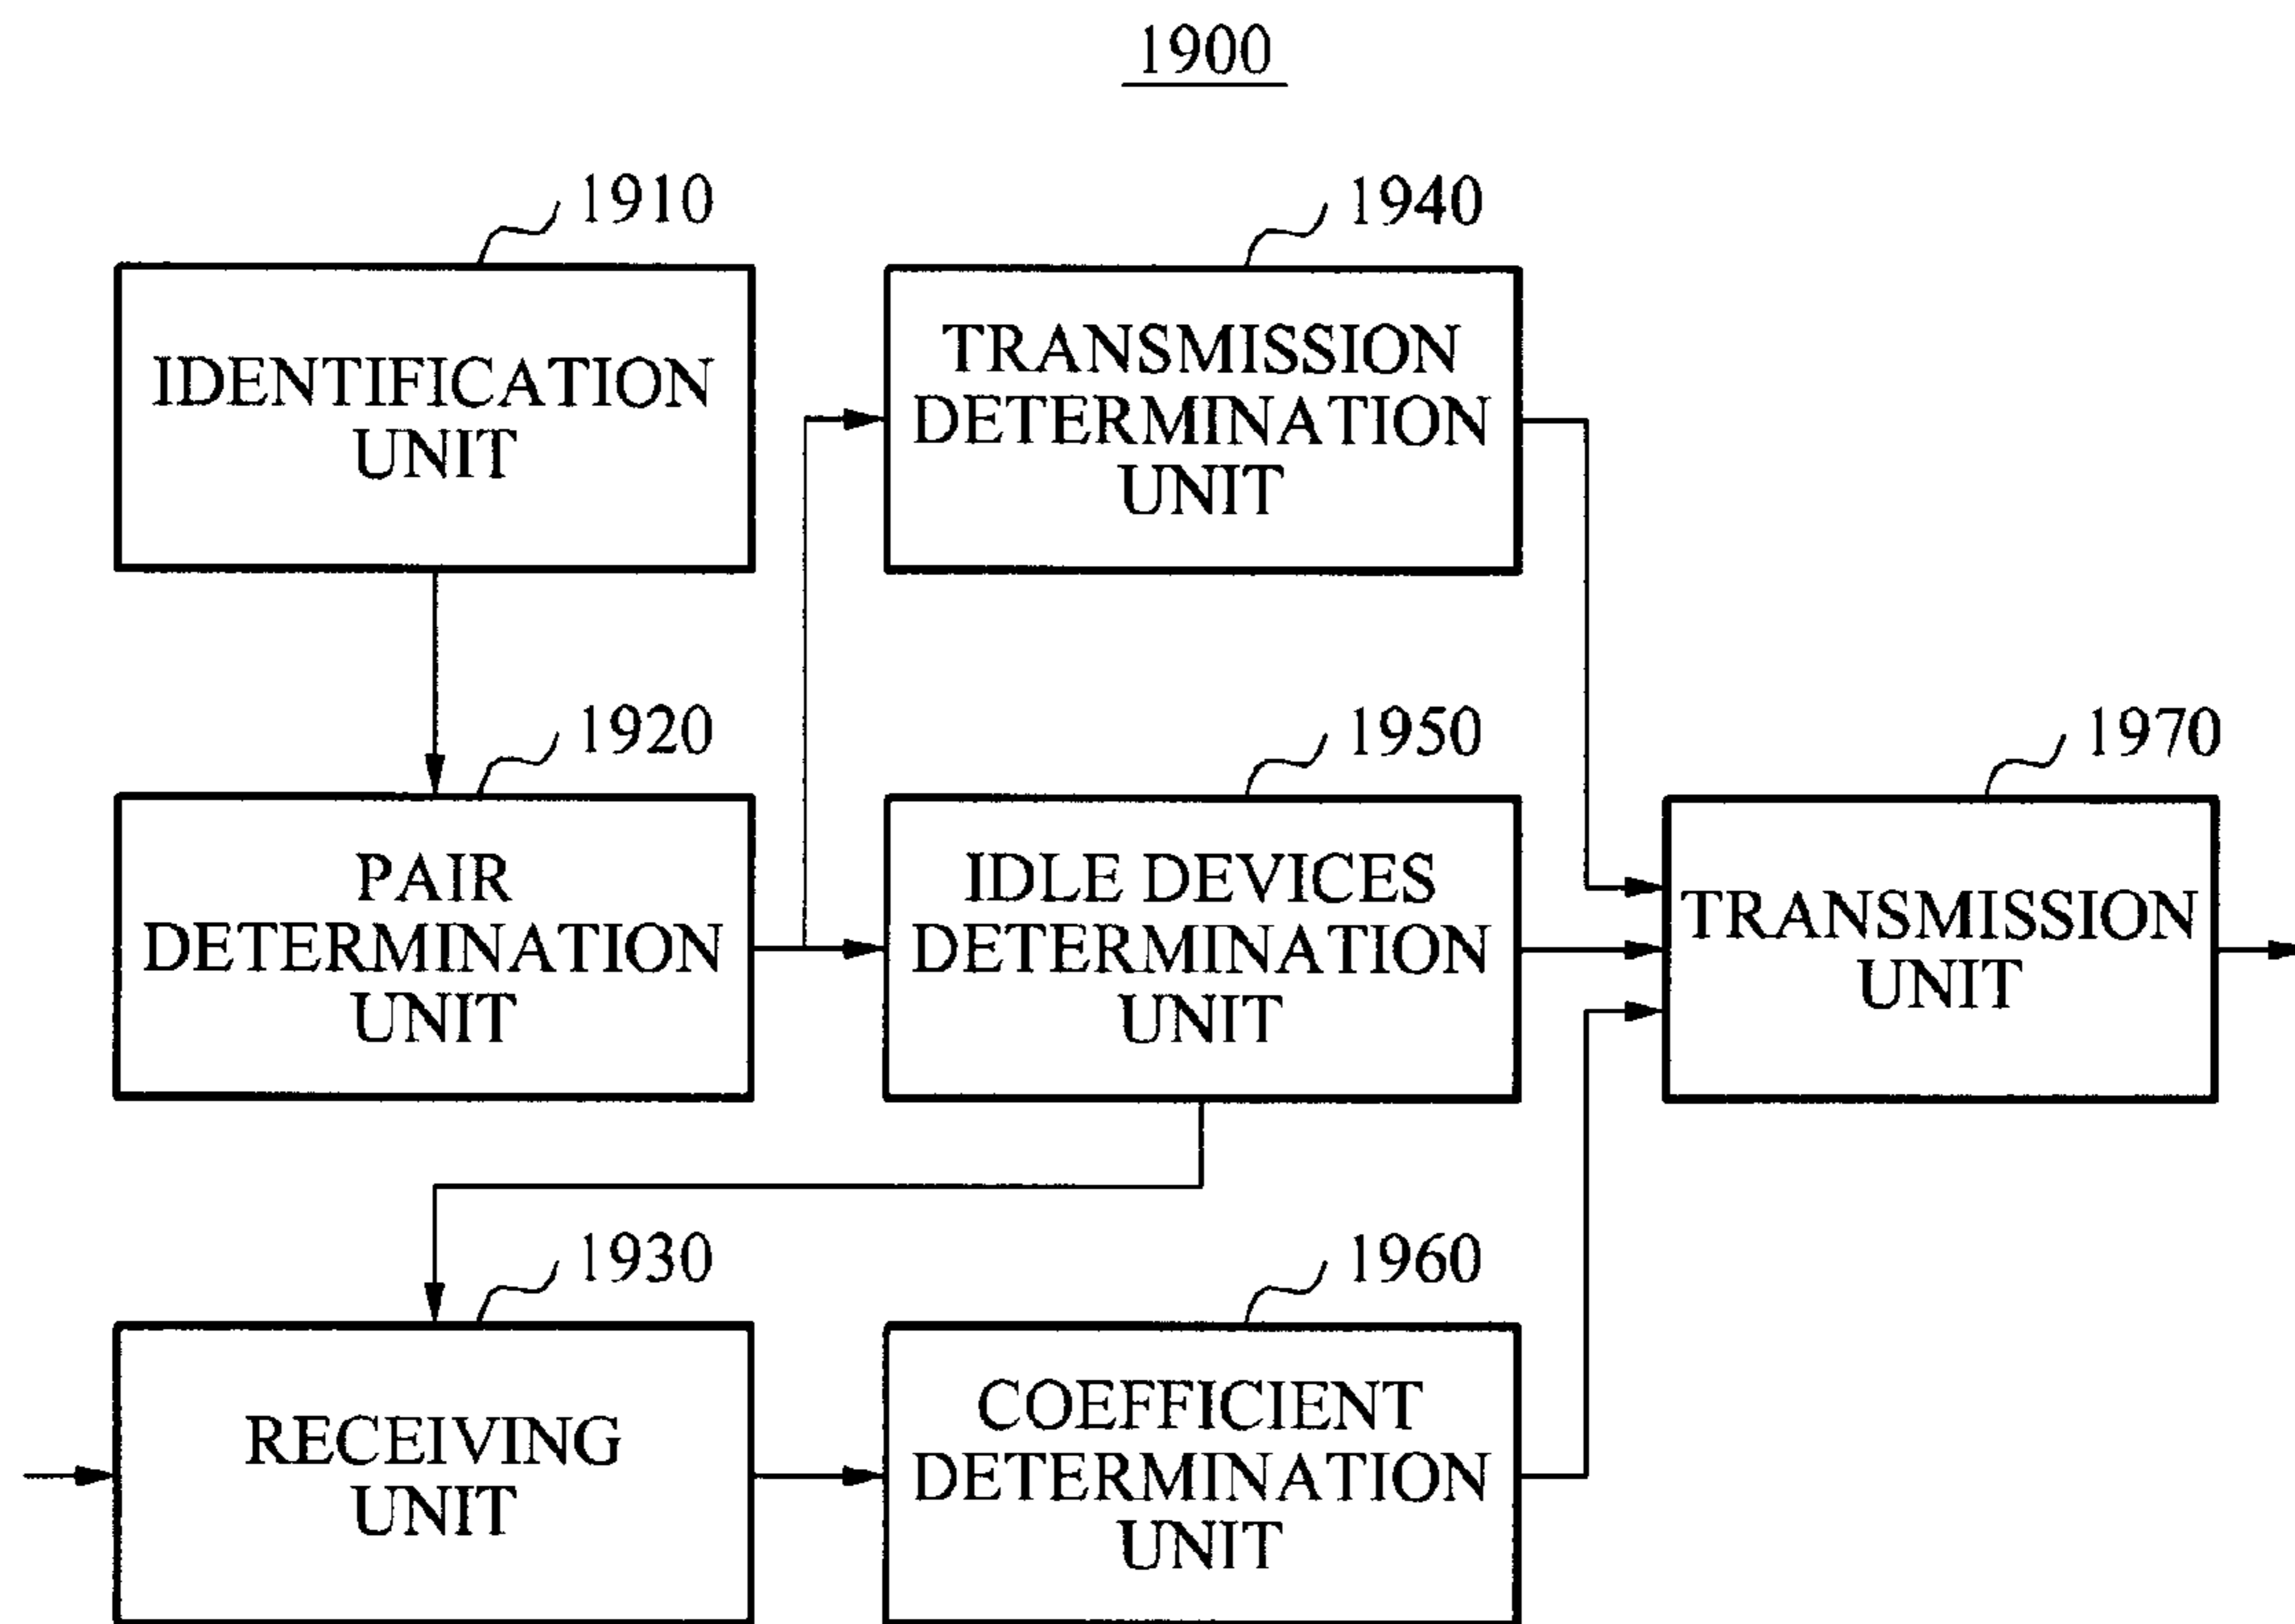 1900
1910
IDENTIFICATION
UNIT
1940
TRANSMISSION
DETERMINATION
UNIT
1920
PAIR
DETERMINATION
UNIT
1950
IDLE DEVICES
DETERMINATION
UNIT
1970
TRANSMISSION
UNIT
1930
RECEIVING
UNIT
1960
COEFFICIENT
DETERMINATION
UNIT